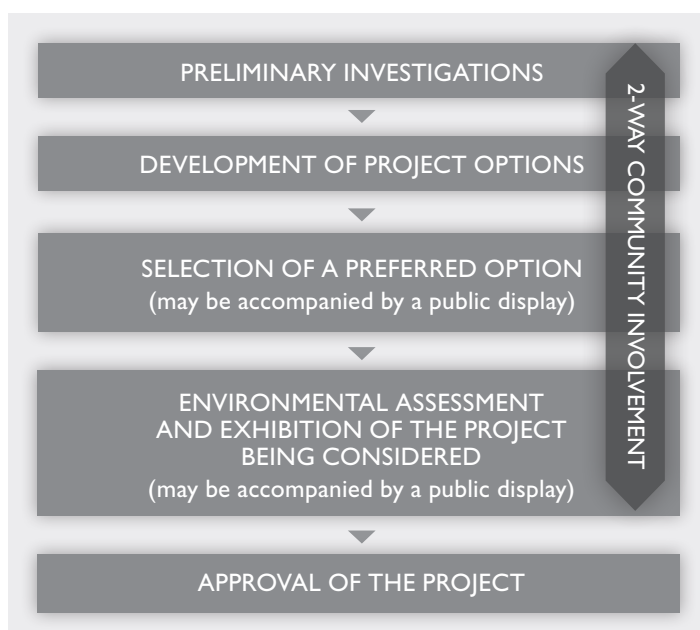 PRELIMINARY INVESTIGATIONS
DEVELOPMENT OF PROJECT OPTIONS
SELECTION OF A PREFERRED OPTION
(may be accompanied by a public display)
ENVIRONMENTAL ASSESSMENT
AND EXHIBITION OF THE PROJECT
BEING CONSIDERED
(may be accompanied by a public display)
APPROVAL OF THE PROJECT
2-WAY COMMUNITY INVOLVEMENT